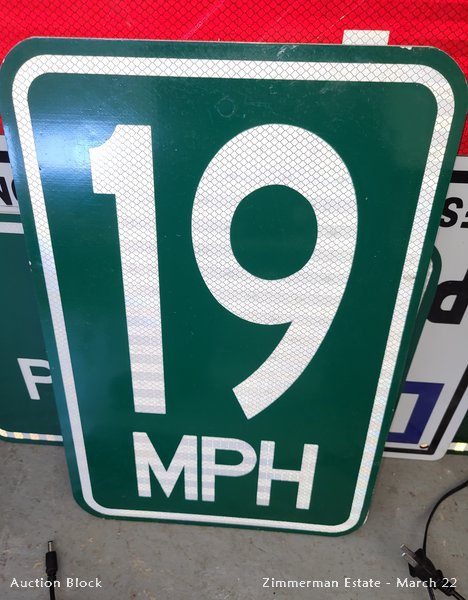 19
MPH
P
Auction Block
Zimmerman Estate - March 22